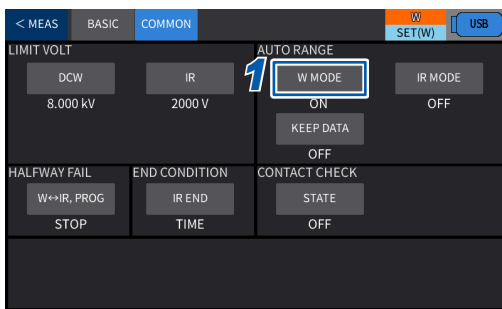 < MEAS BASIC COMMON W SET(W) USB
LIMIT VOLT AUTO RANGE
1
DCW IR W MODE IR MODE
8.000 kV 2000 V ON OFF
KEEP DATA
OFF
HALFWAY FAIL END CONDITION CONTACT CHECK
W↔IR, PROG IR END STATE
STOP TIME OFF